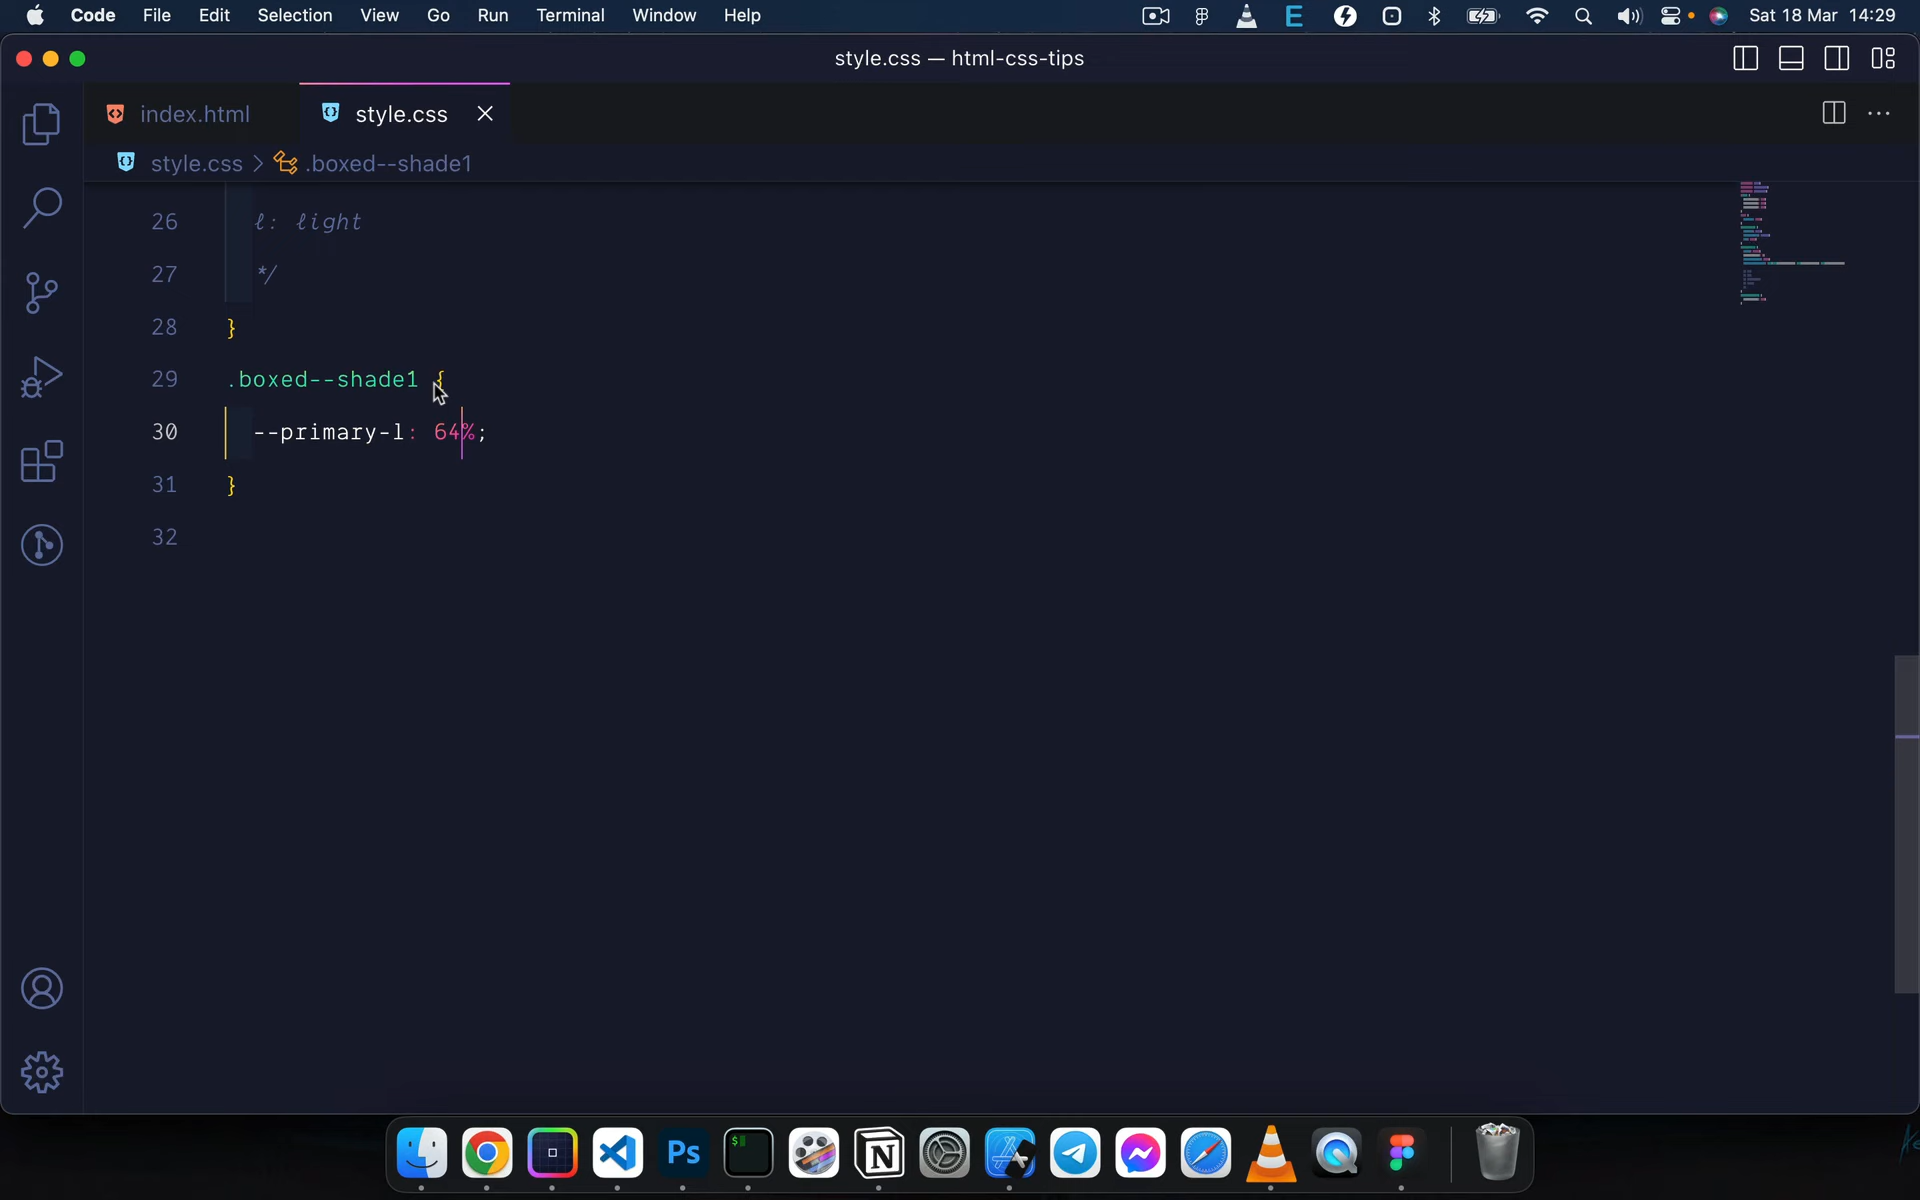 Code File Edit Selection View Go Run Terminal Window Help Sat 18 Mar 14:29
style.css — html-css-tips
index.html style.css
style.css > .boxed--shade1
26 l: light
27 */
28 }
29 .boxed--shade1 {
30 --primary-l: 64%;
31 }
32